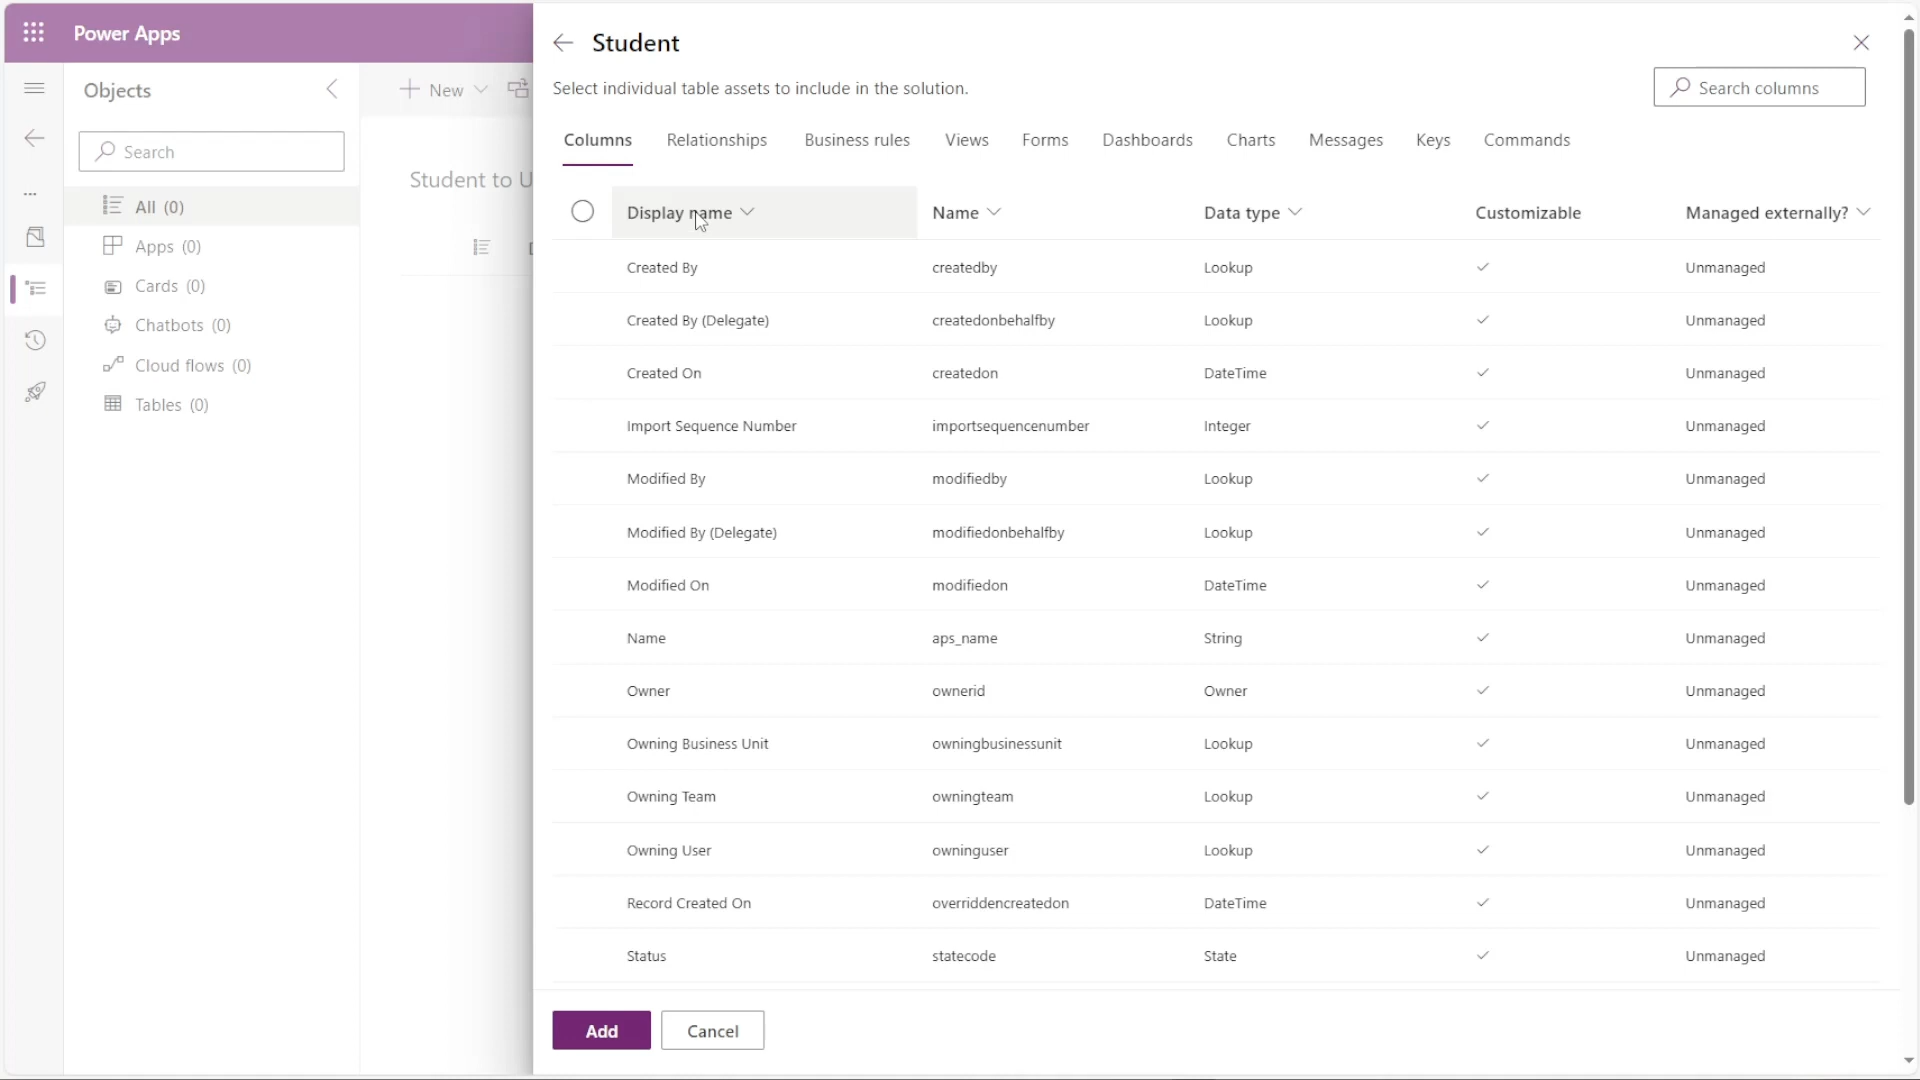 Power Apps
Objects
Search
All (0)
Apps (0)
Cards (0)
Chatbots (0)
Cloud flows (0)
Tables (0)
New
Student to U
Student
Select individual table assets to include in the solution.
Search columns
Columns Relationships Business rules Views Forms Dashboards Charts Messages Keys Commands
Display name Name Data type Customizable Managed externally?
Created By createdby Lookup Unmanaged
Created By (Delegate) createdonbehalfby Lookup Unmanaged
Created On createdon DateTime Unmanaged
Import Sequence Number importsequencenumber Integer Unmanaged
Modified By modifiedby Lookup Unmanaged
Modified By (Delegate) modifiedonbehalfby Lookup Unmanaged
Modified On modifiedon DateTime Unmanaged
Name aps_name String Unmanaged
Owner ownerid Owner Unmanaged
Owning Business Unit owningbusinessunit Lookup Unmanaged
Owning Team owningteam Lookup Unmanaged
Owning User owninguser Lookup Unmanaged
Record Created On overriddencreatedon DateTime Unmanaged
Status statecode State Unmanaged
Add Cancel